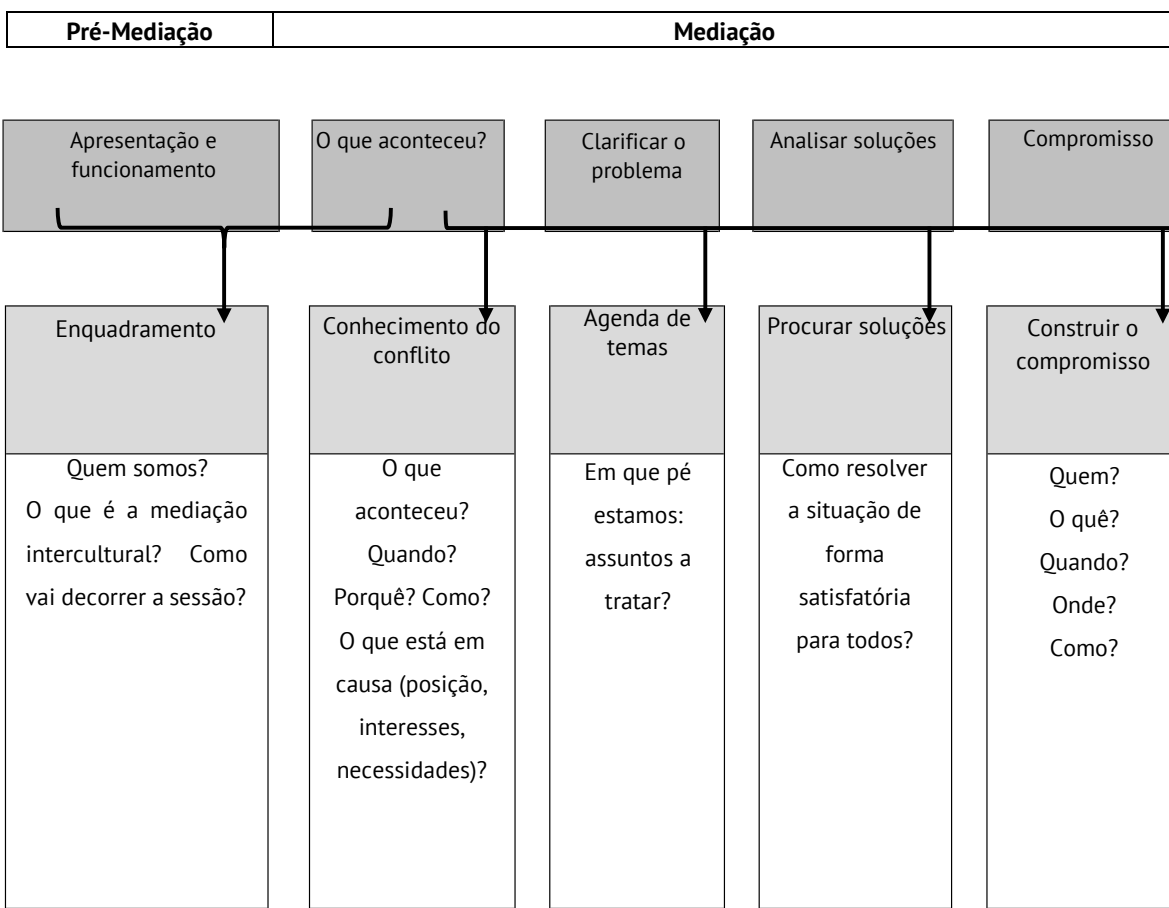 Pré-Mediação
Mediação
Apresentação e
funcionamento
O que aconteceu?
Clarificar o
problema
Analisar soluções
Compromisso
Enquadramento
Conhecimento do
conflito
Agenda de
temas
Procurar soluções
Construir o
compromisso
Quem somos?
O que é a mediação
intercultural? Como
vai decorrer a sessão?
O que
aconteceu?
Quando?
Porquê? Como?
O que está em
causa (posição,
interesses,
necessidades)?
Em que pé
estamos:
assuntos a
tratar?
Como resolver
a situação de
forma
satisfatória
para todos?
Quem?
O quê?
Quando?
Onde?
Como?